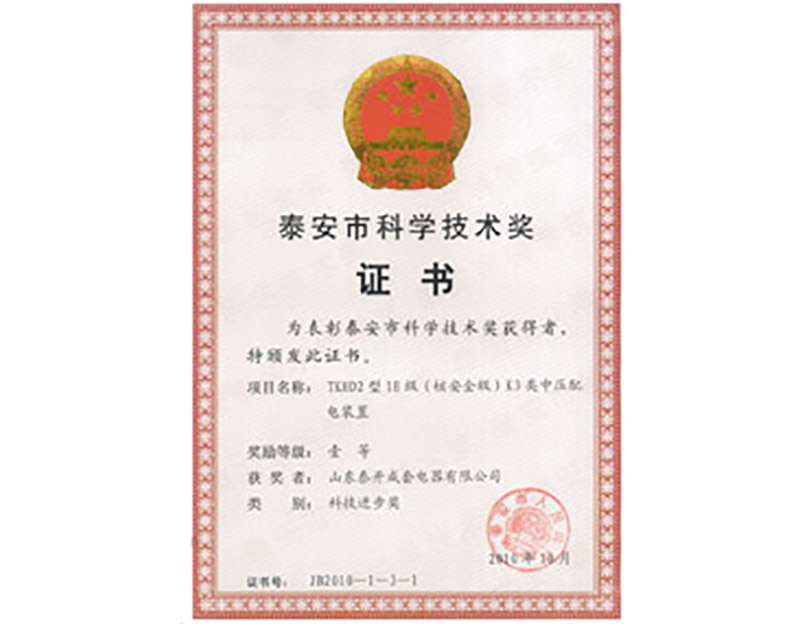 泰安市科学技术奖
证书
为表彰泰安市科学技术奖获得者，
特颁发此证书。
项目名称： TKHD2型1E级（核安全级）K3类中压配
电装置
奖励等级： 壹 等
获 奖 者： 山东泰开成套电器有限公司
类 别： 科技进步奖
2010年10月
证书号： JB2010—1—3—1